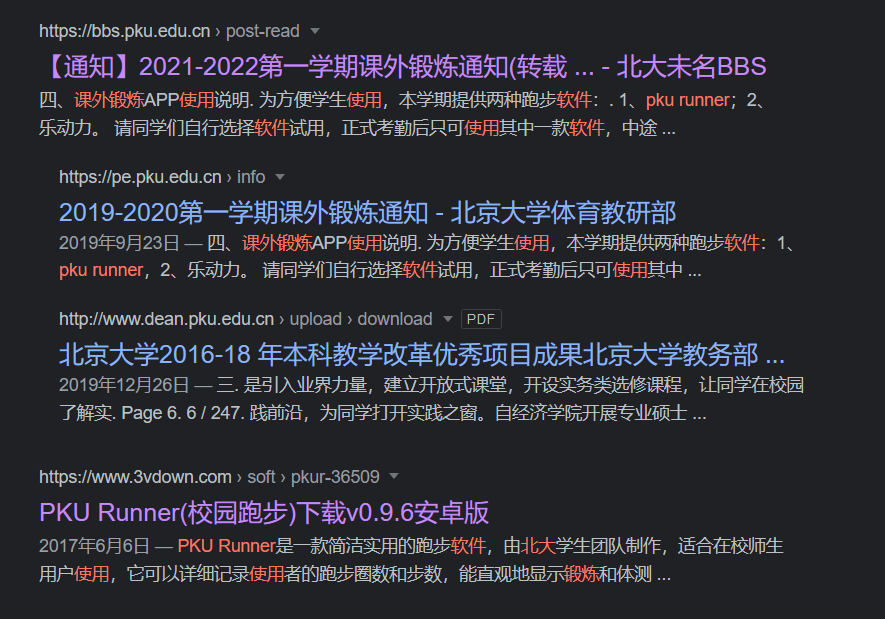 https://bbs.pku.edu.cn › post-read
【通知】2021-2022第一学期课外锻炼通知(转载 ... - 北大未名BBS
四、课外锻炼APP使用说明. 为方便学生使用，本学期提供两种跑步软件：. 1、pku runner；2、
乐动力。 请同学们自行选择软件试用，正式考勤后只可使用其中一款软件，中途 ...
https://pe.pku.edu.cn › info
2019-2020第一学期课外锻炼通知 - 北京大学体育教研部
2019年9月23日 — 四、课外锻炼APP使用说明. 为方便学生使用，本学期提供两种跑步软件：1、
pku runner，2、乐动力。 请同学们自行选择软件试用，正式考勤后只可使用其中 ...
http://www.dean.pku.edu.cn › upload › download PDF
北京大学2016-18 年本科教学改革优秀项目成果北京大学教务部 ...
2019年12月26日 — 三. 是引入业界力量，建立开放式课堂，开设实务类选修课程，让同学在校园
了解实. Page 6. 6 / 247. 践前沿，为同学打开实践之窗。自经济学院开展专业硕士 ...
https://www.3vdown.com › soft › pkur-36509
PKU Runner(校园跑步)下载v0.9.6安卓版
2017年6月6日 — PKU Runner是一款简洁实用的跑步软件，由北大学生团队制作，适合在校师生
用户使用，它可以详细记录使用者的跑步圈数和步数，能直观地显示锻炼和体测 ...